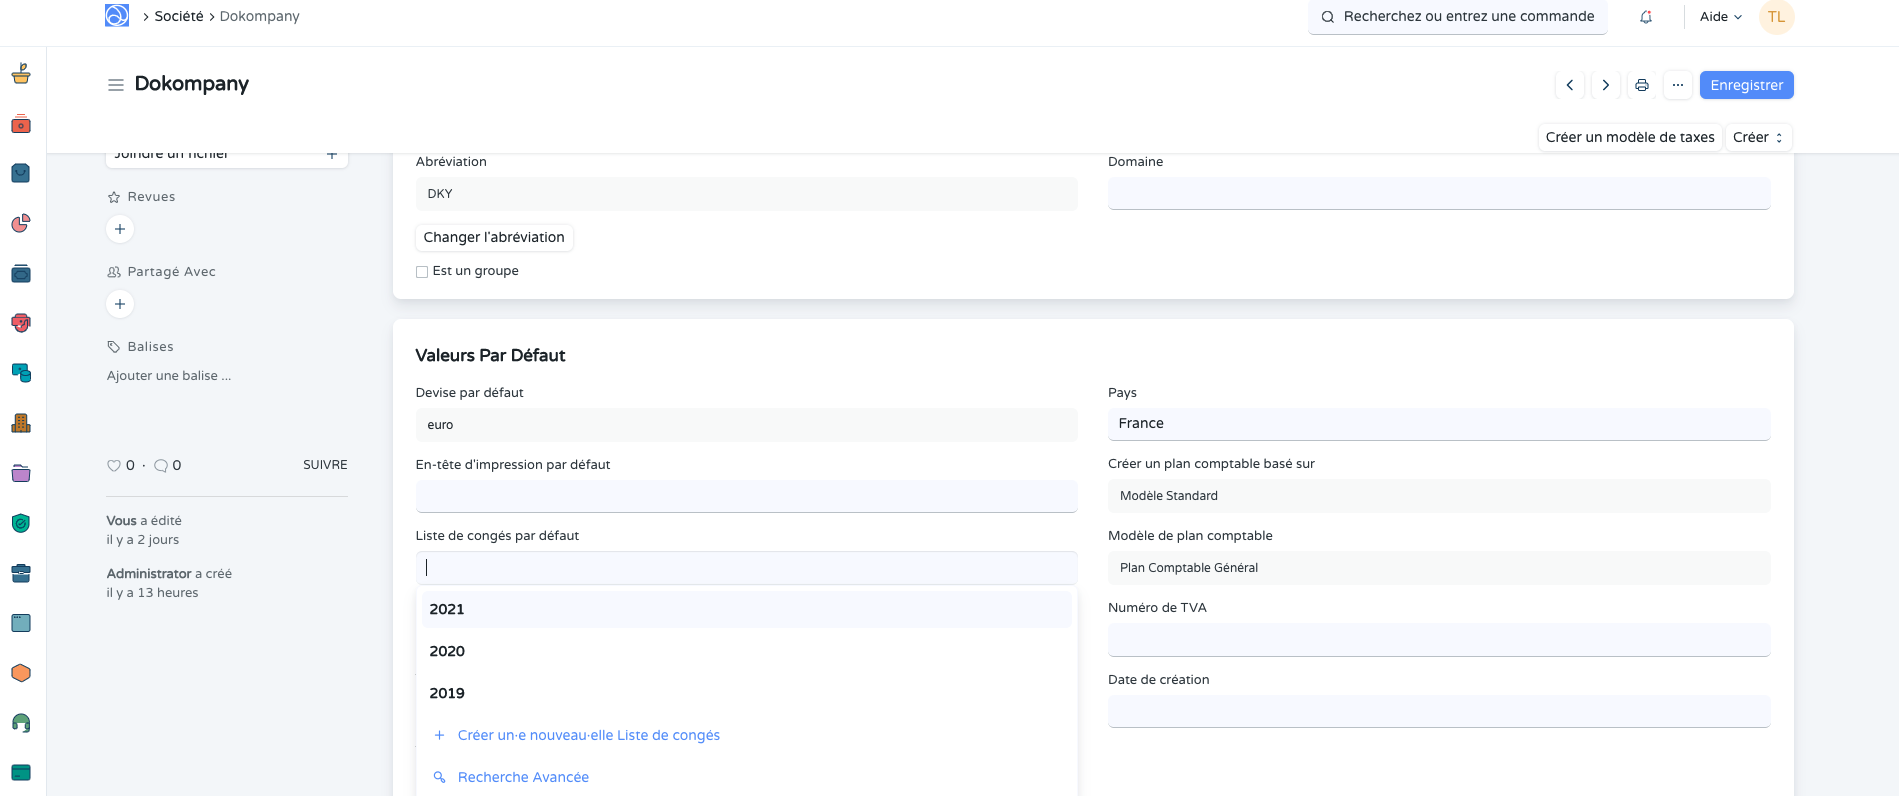 Société
Dokompany
Recherchez ou entrez une commande
Aide
TL
Dokompany
Enregistrer
Créer un modèle de taxes
Créer
Joindre un fichier
Revues
Partagé Avec
Balises
Ajouter une balise ...
0 · 0
SUIVRE
Vous a édité
il y a 2 jours
Administrator a créé
il y a 13 heures
Abréviation
DKY
Changer l'abréviation
Est un groupe
Domaine
Valeurs Par Défaut
Devise par défaut
euro
En-tête d'impression par défaut
Liste de congés par défaut
2021
2020
2019
Créer un·e nouveau·elle Liste de congés
Recherche Avancée
Pays
France
Créer un plan comptable basé sur
Modèle Standard
Modèle de plan comptable
Plan Comptable Général
Numéro de TVA
Date de création